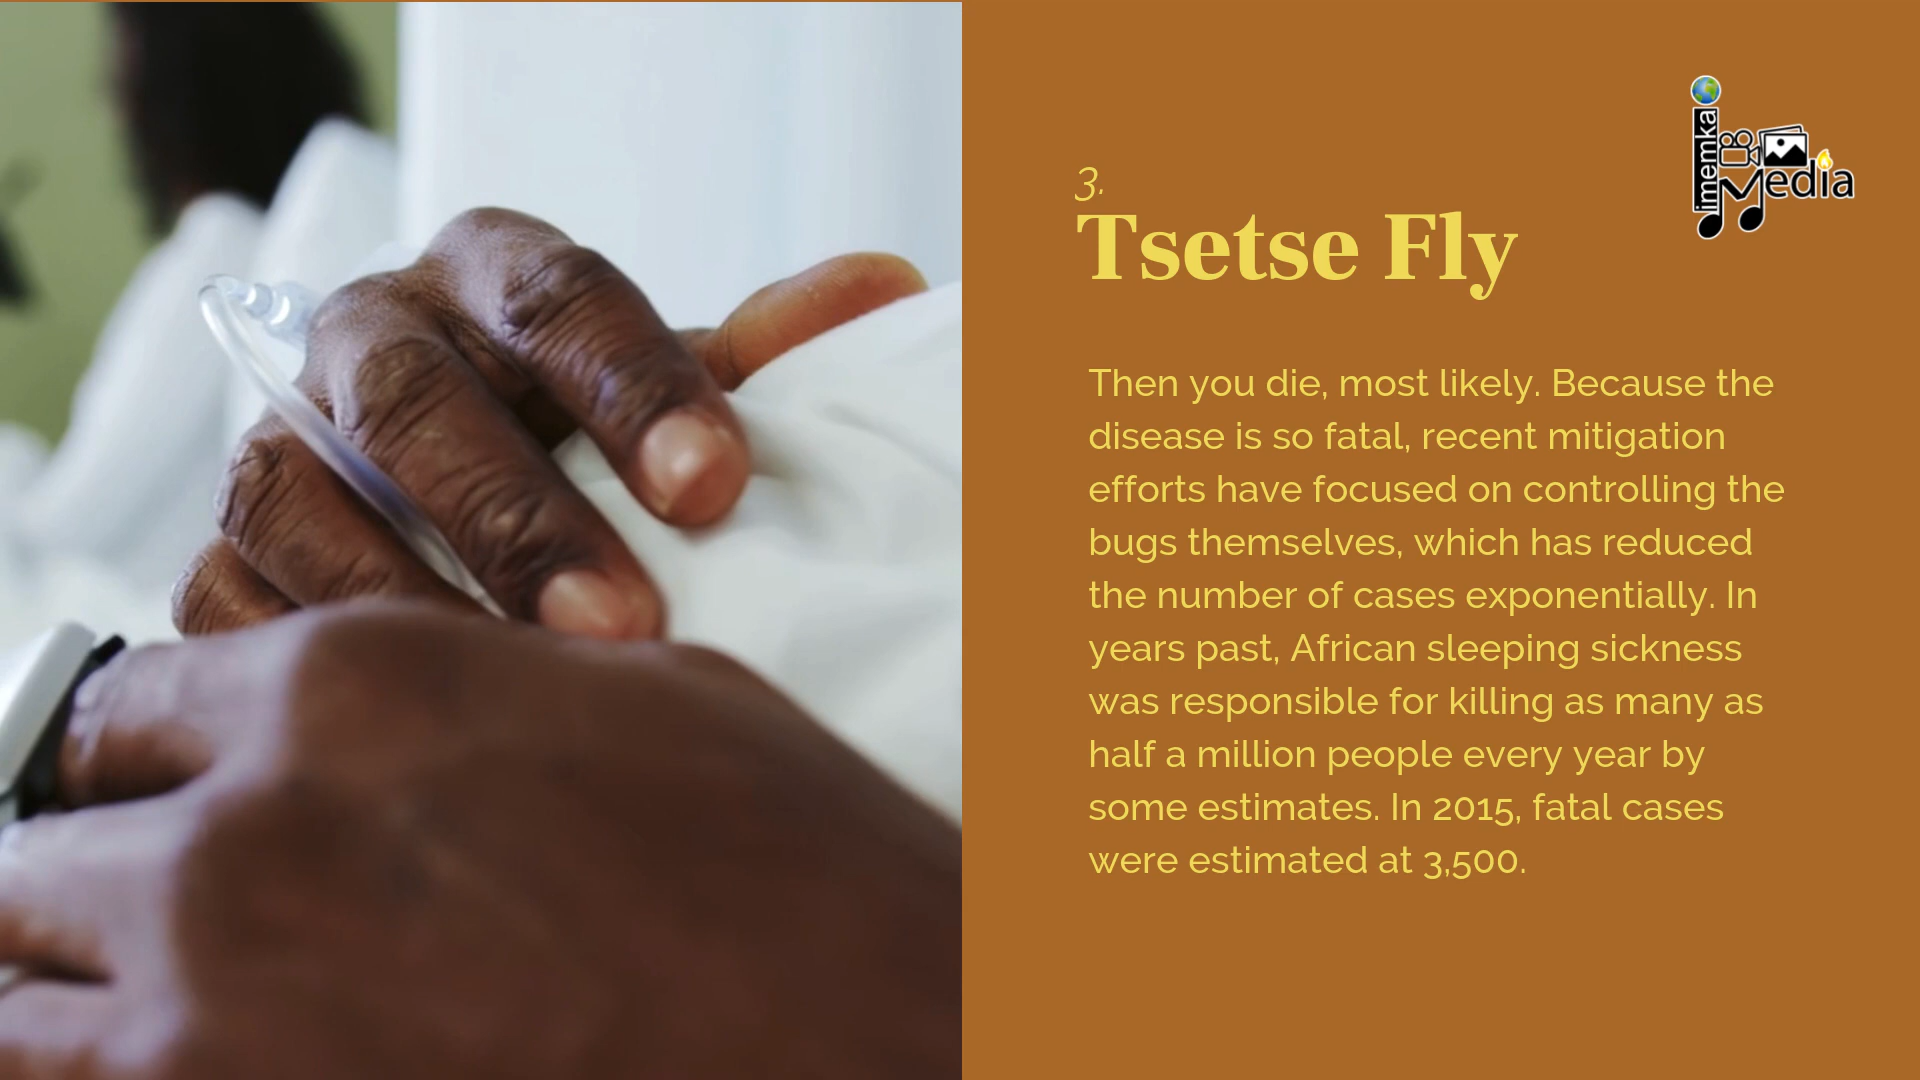 imemka
Media
3.
Tsetse Fly
Then you die, most likely. Because the
disease is so fatal, recent mitigation
efforts have focused on controlling the
bugs themselves, which has reduced
the number of cases exponentially. In
years past, African sleeping sickness
was responsible for killing as many as
half a million people every year by
some estimates. In 2015, fatal cases
were estimated at 3,500.